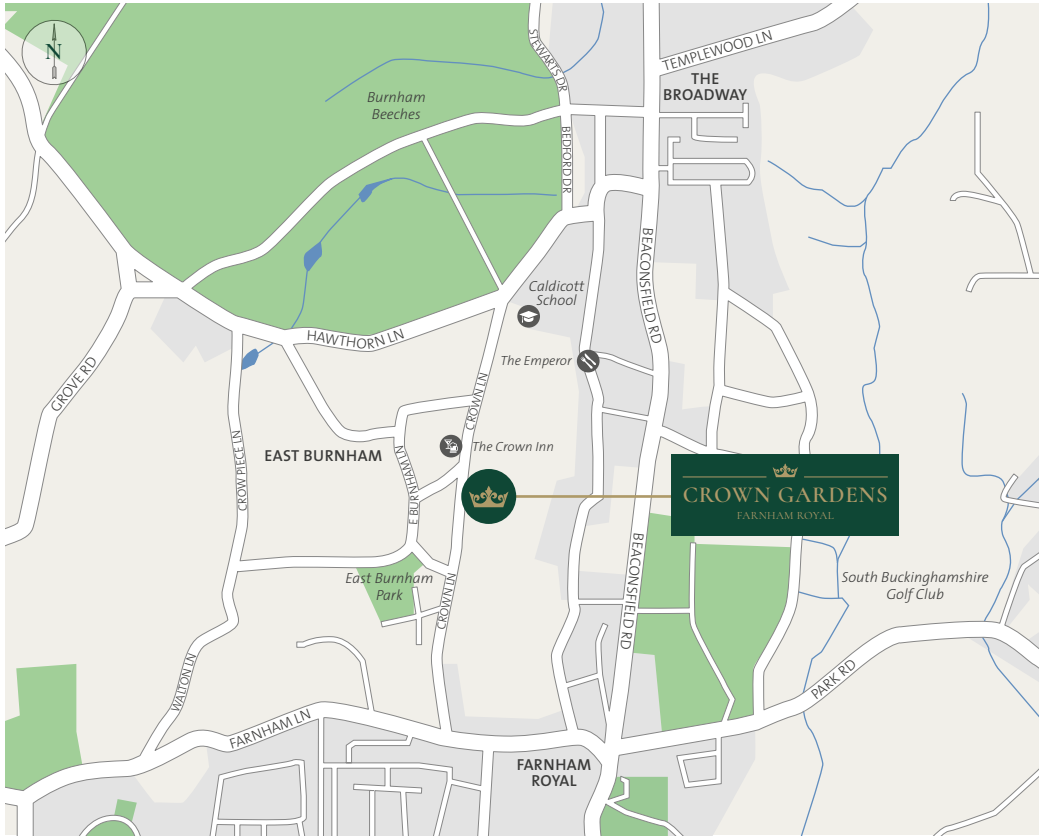 N
STEWARTS DR
TEMPLEWOOD LN
THE
BROADWAY
Burnham
Beeches
BEDFORD DR
BEACONSFIELD RD
Caldicott
School
HAWTHORN LN
The Emperor
GROVE RD
CROWN LN
The Crown Inn
EAST BURNHAM
CROW PIECE LN
E BURNHAM LN
CROWN GARDENS
FARNHAM ROYAL
BEACONSFIELD RD
East Burnham
Park
CROWN LN
South Buckinghamshire
Golf Club
WALTON LN
PARK RD
FARNHAM LN
FARNHAM
ROYAL